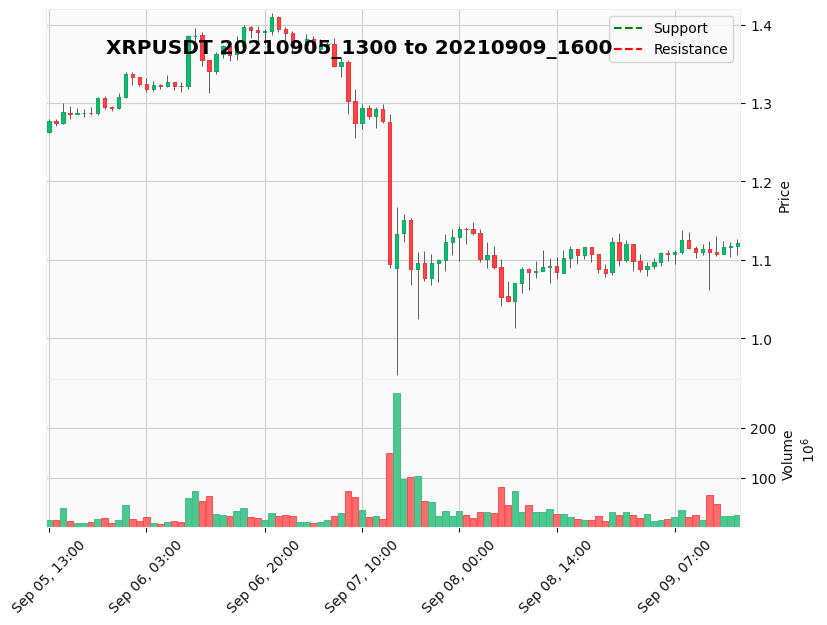 XRPUSDT 20210905_1300 to 20210909_1600
Support
Resistance
1.4
1.3
1.2
1.1
1.0
Price
200
100
Volume
10^6
Sep 05, 13:00
Sep 06, 03:00
Sep 06, 20:00
Sep 07, 10:00
Sep 08, 00:00
Sep 08, 14:00
Sep 09, 07:00